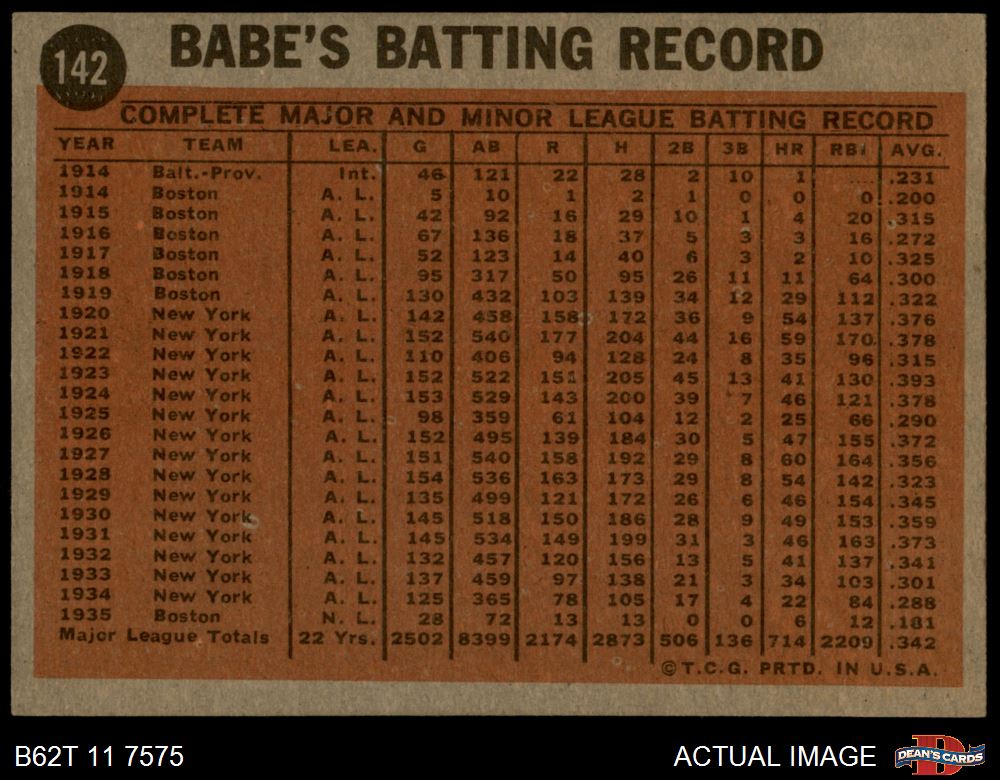 142
BABE'S BATTING RECORD
COMPLETE MAJOR AND MINOR LEAGUE BATTING RECORD
YEAR TEAM LEA. G AB R H 2B 3B HR RBI AVG.
1914 Balt.-Prov. Int. 46 121 22 28 2 10 1 .... .231
1914 Boston A. L. 5 10 1 2 1 0 0 0 .200
1915 Boston A. L. 42 92 16 29 10 1 4 20 .315
1916 Boston A. L. 67 136 18 37 5 3 3 16 .272
1917 Boston A. L. 52 123 14 40 6 3 2 10 .325
1918 Boston A. L. 95 317 50 95 26 11 11 64 .300
1919 Boston A. L. 130 432 103 139 34 12 29 112 .322
1920 New York A. L. 142 458 158 172 36 9 54 137 .376
1921 New York A. L. 152 540 177 204 44 16 59 170 .378
1922 New York A. L. 110 406 94 128 24 8 35 96 .315
1923 New York A. L. 152 522 151 205 45 13 41 130 .393
1924 New York A. L. 153 529 143 200 39 7 46 121 .378
1925 New York A. L. 98 359 61 104 12 2 25 66 .290
1926 New York A. L. 152 495 139 184 30 5 47 155 .372
1927 New York A. L. 151 540 158 192 29 8 60 164 .356
1928 New York A. L. 154 536 163 173 29 8 54 142 .323
1929 New York A. L. 135 499 121 172 26 6 46 154 .345
1930 New York A. L. 145 518 150 186 28 9 49 153 .359
1931 New York A. L. 145 534 149 199 31 3 46 163 .373
1932 New York A. L. 132 457 120 156 13 5 41 137 .341
1933 New York A. L. 137 459 97 138 21 3 34 103 .301
1934 New York A. L. 125 365 78 105 17 4 22 84 .288
1935 Boston N. L. 28 72 13 13 0 0 6 12 .181
Major League Totals 22 Yrs. 2502 8399 2174 2873 506 136 714 2209 .342
©T.C.G. PRTD. IN U.S.A.
B62T 11 7575
ACTUAL IMAGE
D
DEAN'S CARDS